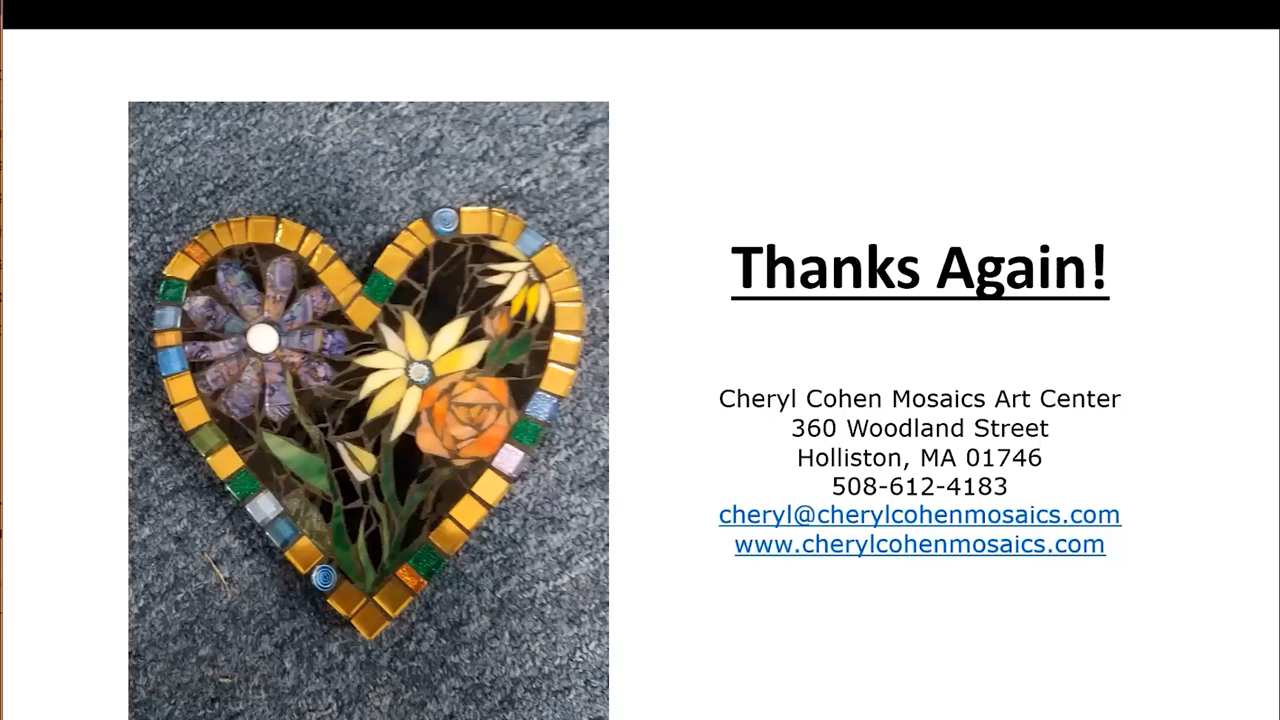 Thanks Again!
Cheryl Cohen Mosaics Art Center
360 Woodland Street
Holliston, MA 01746
508-612-4183
cheryl@cherylcohenmosaics.com
www.cherylcohenmosaics.com